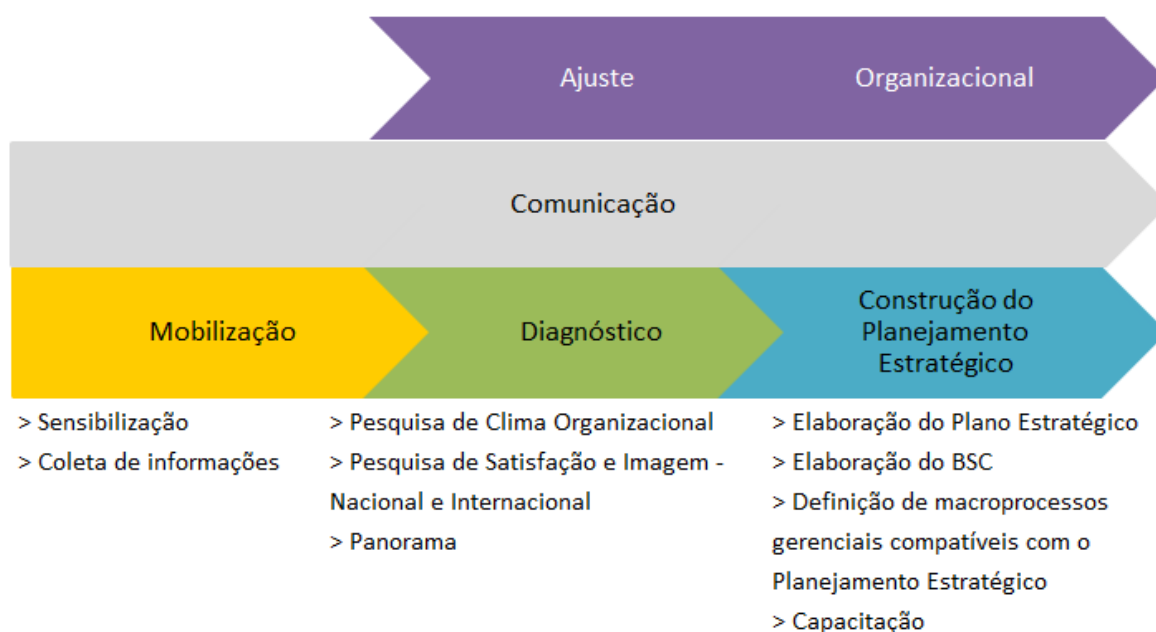 Ajuste Organizacional
Comunicação
Mobilização
Diagnóstico
Construção do
Planejamento
Estratégico
> Sensibilização
> Coleta de informações
> Pesquisa de Clima Organizacional
> Pesquisa de Satisfação e Imagem -
Nacional e Internacional
> Panorama
> Elaboração do Plano Estratégico
> Elaboração do BSC
> Definição de macroprocessos
gerenciais compatíveis com o
Planejamento Estratégico
> Capacitação